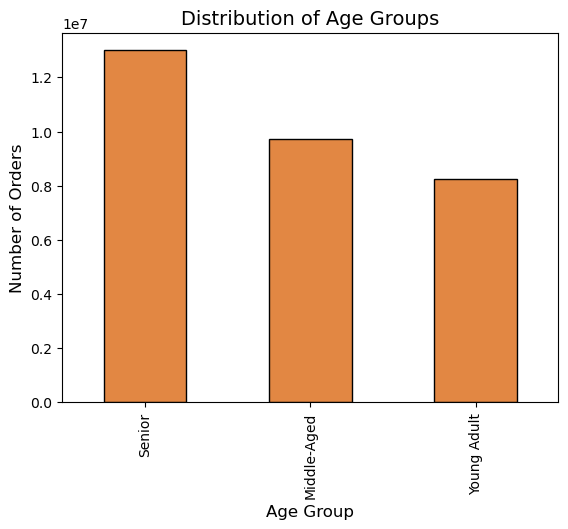 Distribution of Age Groups
1e7
1.2
1.0
0.8
0.6
0.4
0.2
0.0
Number of Orders
Senior
Middle-Aged
Young Adult
Age Group